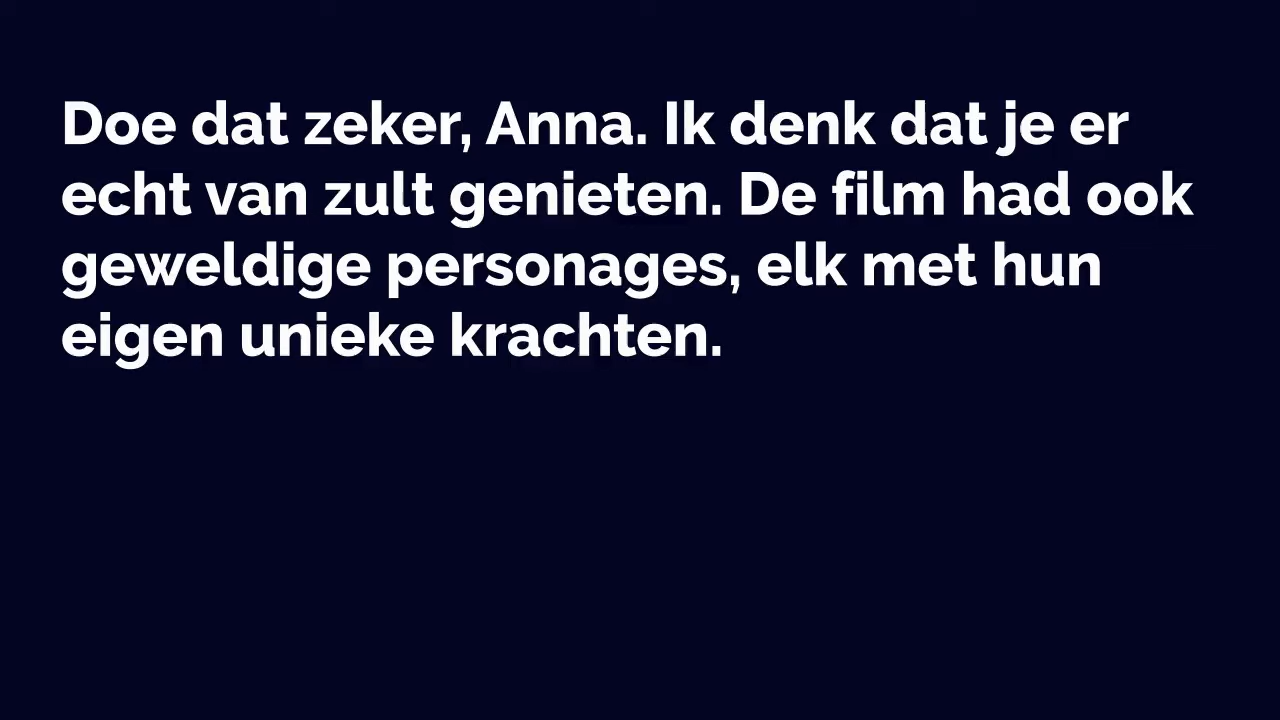 Doe dat zeker, Anna. Ik denk dat je er
echt van zult genieten. De film had ook
geweldige personages, elk met hun
eigen unieke krachten.